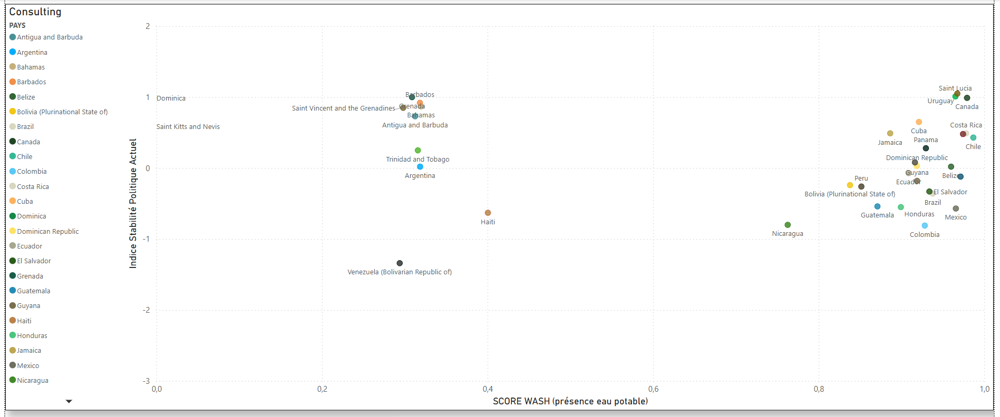 Consulting
PAYS
Antigua and Barbuda
Argentina
Bahamas
Barbados
Belize
Bolivia (Plurinational State of)
Brazil
Canada
Chile
Colombia
Costa Rica
Cuba
Dominica
Dominican Republic
Ecuador
El Salvador
Grenada
Guatemala
Guyana
Haiti
Honduras
Jamaica
Mexico
Nicaragua
Indice Stabilité Politique Actuel
2
1
0
-1
-2
-3
Dominica
Saint Kitts and Nevis
Barbados
Grenada
Saint Vincent and the Grenadines
Bahamas
Antigua and Barbuda
Trinidad and Tobago
Argentina
Haiti
Venezuela (Bolivarian Republic of)
Saint Lucia
Uruguay
Canada
Costa Rica
Cuba
Panama
Jamaica
Chile
Dominican Republic
Guyana
Belize
Peru
Ecuador
Bolivia (Plurinational State of)
El Salvador
Brazil
Guatemala
Honduras
Mexico
Nicaragua
Colombia
0,0
0,2
0,4
0,6
0,8
1,0
SCORE WASH (présence eau potable)